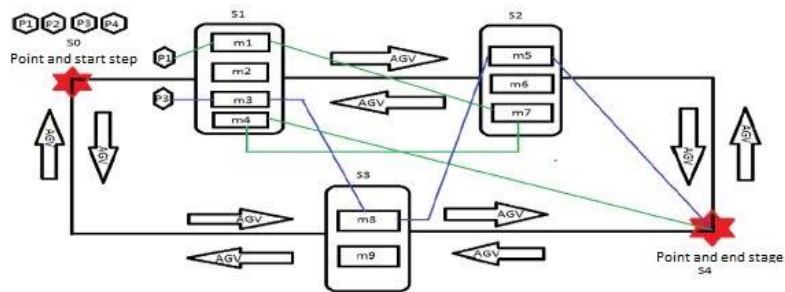 P1 P2 P3 P4
S0
Point and start step
S1
P1
m1
m2
P3
m3
m4
AGV
AGV
S2
m5
m6
m7
AGV
AGV
AGV
AGV
S3
m8
m9
AGV
AGV
AGV
AGV
Point and end stage
S4